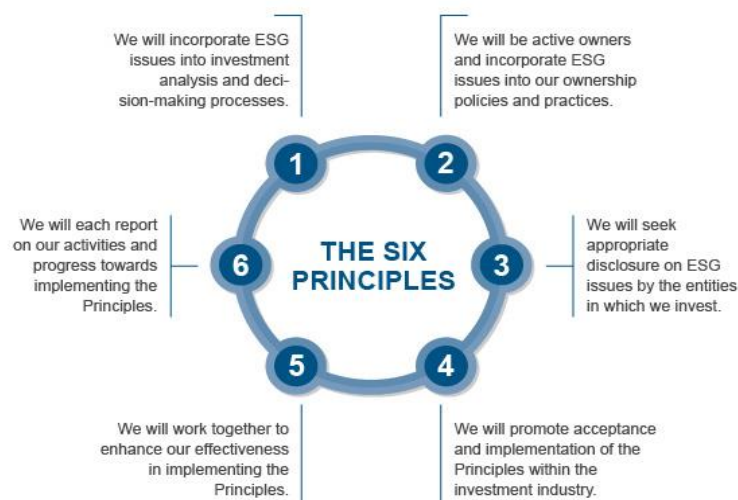 We will incorporate ESG
issues into investment
analysis and deci-
sion-making processes.
We will be active owners
and incorporate ESG
issues into our ownership
policies and practices.
1
2
We will each report
on our activities and
progress towards
implementing the
Principles.
6
THE SIX
PRINCIPLES
3
We will seek
appropriate
disclosure on ESG
issues by the entities
in which we invest.
5
4
We will work together to
enhance our effectiveness
in implementing the
Principles.
We will promote acceptance
and implementation of the
Principles within the
investment industry.